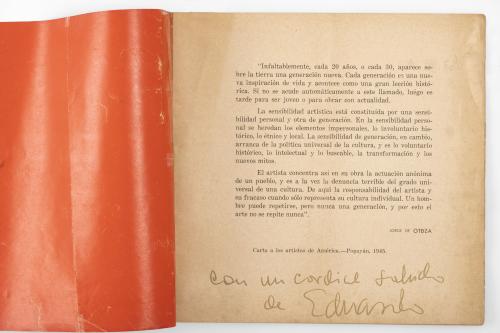 "Infaltablemente, cada 20 años, o cada 30, aparece so-
bre la tierra una generación nueva. Cada generación es una nue-
va inspiración de vida y acontece como una gran lección histó-
rica. Si no se acude automáticamente a este llamado, luego es
tarde para ser joven o para obrar con actualidad.
La sensibilidad artística está constituída por una sensi-
bilidad personal y otra de generación. En la sensibilidad perso-
nal se heredan los elementos impersonales, lo involuntario his-
tórico, lo étnico y local. La sensibilidad de generación, en cambio,
arranca de la política universal de la cultura, y es lo voluntario
histórico, lo intelectual y lo buscable, la transformación y los
nuevos mitos.
El artista concentra así en su obra la actuación anónima
de un pueblo, y es a la vez la denuncia terrible del grado uni-
versal de una cultura. De aquí la responsabilidad del artista y
su fracaso cuando sólo representa su cultura individual. Un hom-
bre puede repetirse, pero nunca una generación, y por esto el
arte no se repite nunca".
JORGE DE OTEIZA
Carta a los artistas de América.—Popayán, 1945.
con un cordial saludo
de Eduardo